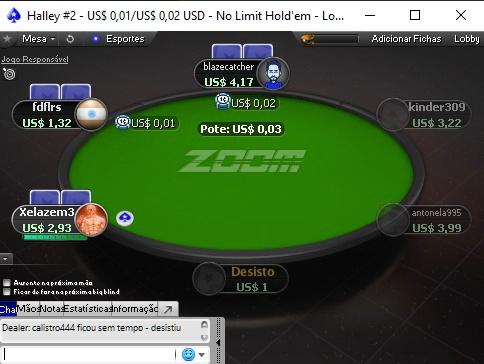 Halley #2 - US$ 0,01/US$ 0,02 USD - No Limit Hold'em - Lo...
Mesa Esportes Adicionar Fichas Lobby
Jogo Responsável
blazecatcher
US$ 4,17
fdflrs
US$ 1,32
US$ 0,02
US$ 0,01
kinder309
US$ 3,22
Pote: US$ 0,03
ZOOM
Xelazem3
US$ 2,93
antonela995
US$ 3,99
Desisto
US$ 1
Ausente na próxima mão
Ficar de fora na próxima big blind
Chat Mãos Notas Estatísticas Informação
Dealer: calistro444 ficou sem tempo - desistiu